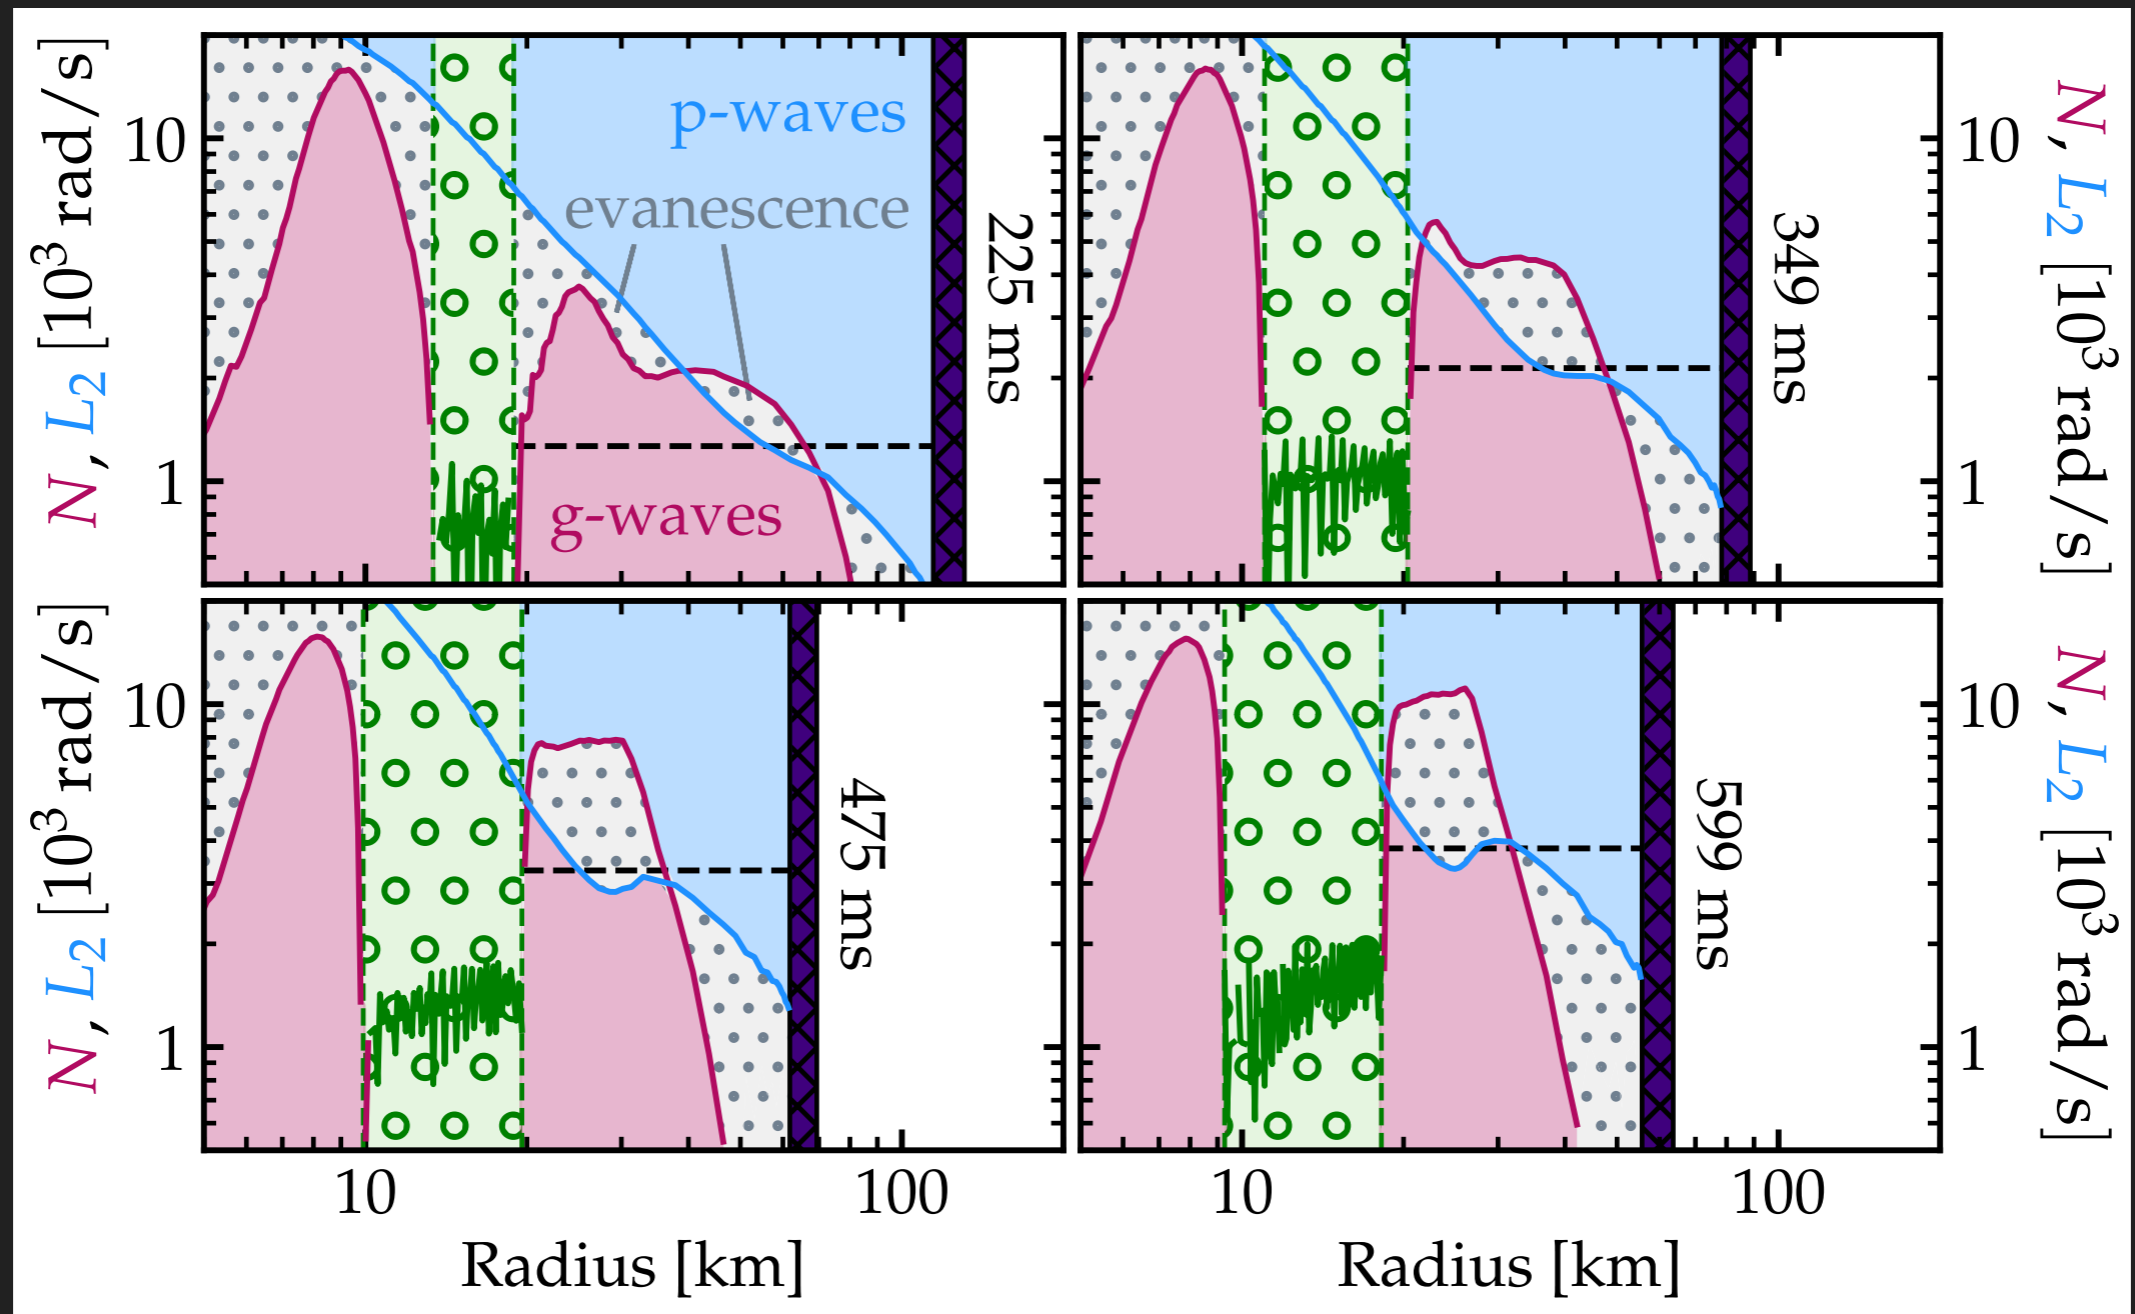 N, L₂ [10³ rad/s]
10
1
p-waves
evanescence
g-waves
225 ms
349 ms
10
1
N, L₂ [10³ rad/s]
N, L₂ [10³ rad/s]
10
1
475 ms
599 ms
10
1
N, L₂ [10³ rad/s]
10
100
10
100
Radius [km]
Radius [km]